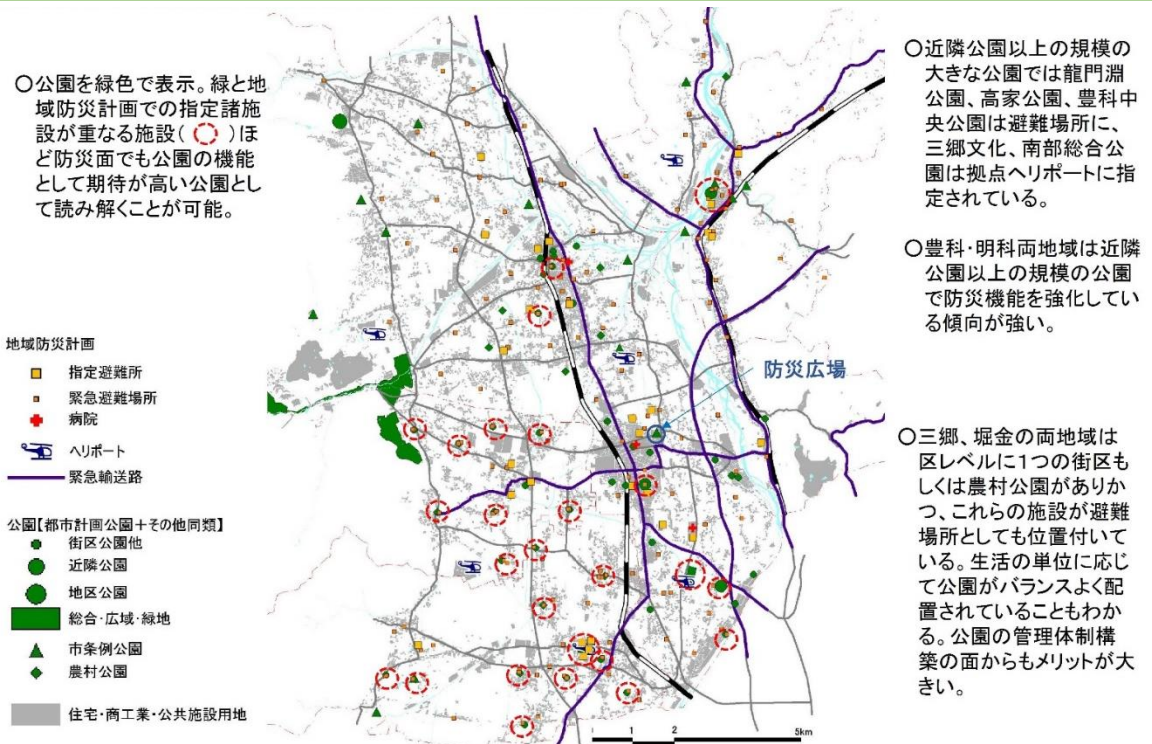 ○公園を緑色で表示。緑と地
域防災計画での指定諸施
設が重なる施設( )ほ
ど防災面でも公園の機能
として期待が高い公園とし
て読み解くことが可能。
地域防災計画
指定避難所
緊急避難場所
病院
ヘリポート
緊急輸送路
公園【都市計画公園＋その他同類】
街区公園他
近隣公園
地区公園
総合・広域・緑地
市条例公園
農村公園
住宅・商工業・公共施設用地
防災広場
0 1 2 5km
○近隣公園以上の規模の
大きな公園では龍門淵
公園、高家公園、豊科中
央公園は避難場所に、
三郷文化、南部総合公
園は拠点ヘリポートに指
定されている。
○豊科・明科両地域は近隣
公園以上の規模の公園
で防災機能を強化してい
る傾向が強い。
○三郷、堀金の両地域は
区レベルに１つの街区も
しくは農村公園がありか
つ、これらの施設が避難
場所としても位置付いて
いる。生活の単位に応じ
て公園がバランスよく配
置されていることもわか
る。公園の管理体制構
築の面からもメリットが大
きい。